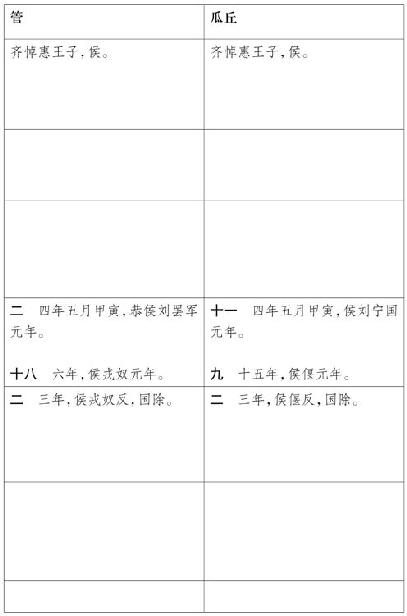 管
瓜丘
齐悼惠王子,侯。
齐悼惠王子,侯。
二 四年五月甲寅,恭侯刘罢军
元年。
十八 六年,侯戎奴元年。
十一 四年五月甲寅,侯刘宁国
元年。
九 十五年,侯偃元年。
二 三年,侯戎奴反,国除。
二 三年,侯偃反,国除。